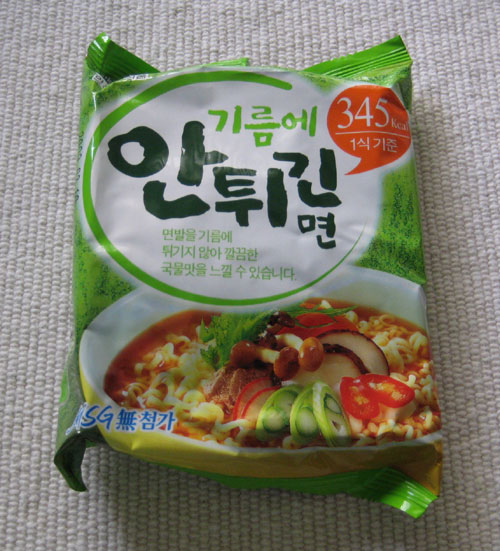 기름에
안튀긴
면
345Kcal
1식 기준
면발을 기름에
튀기지 않아 깔끔한
국물맛을 느낄 수 있습니다.
MSG 無 첨가